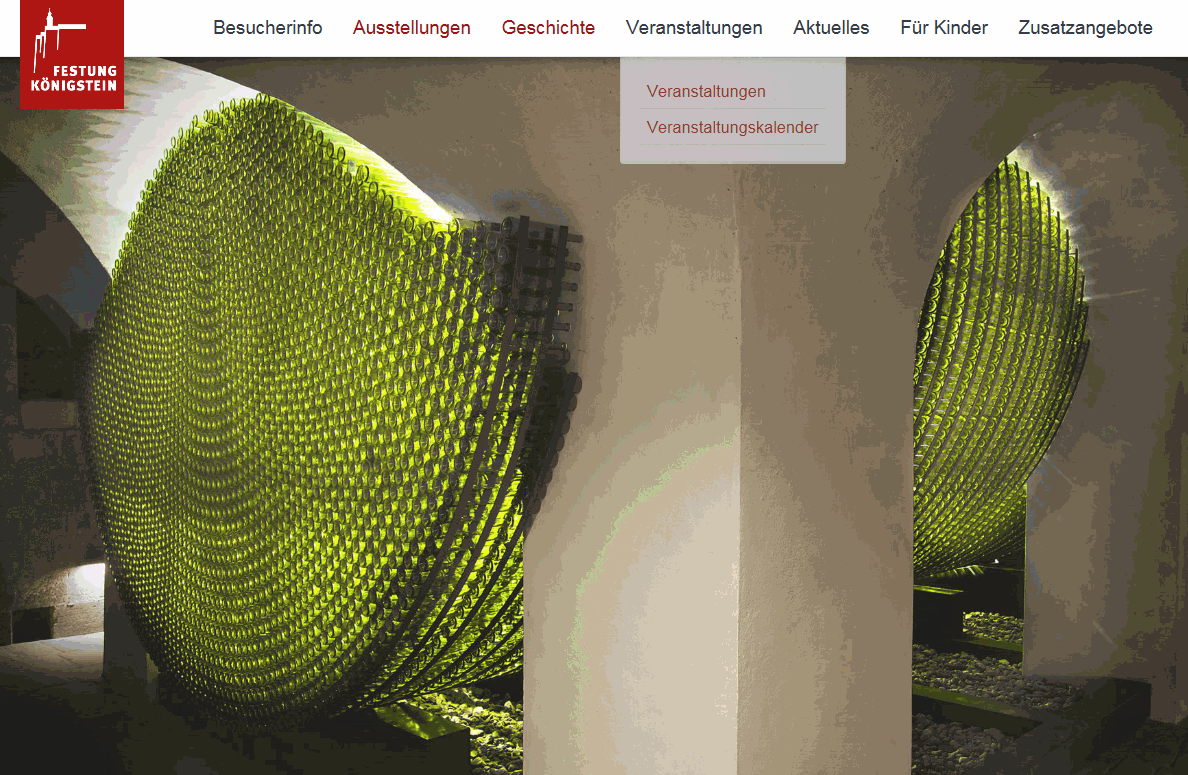 FESTUNG
KÖNIGSTEIN
Besucherinfo Ausstellungen Geschichte Veranstaltungen Aktuelles Für Kinder Zusatzangebote
Veranstaltungen
Veranstaltungskalender